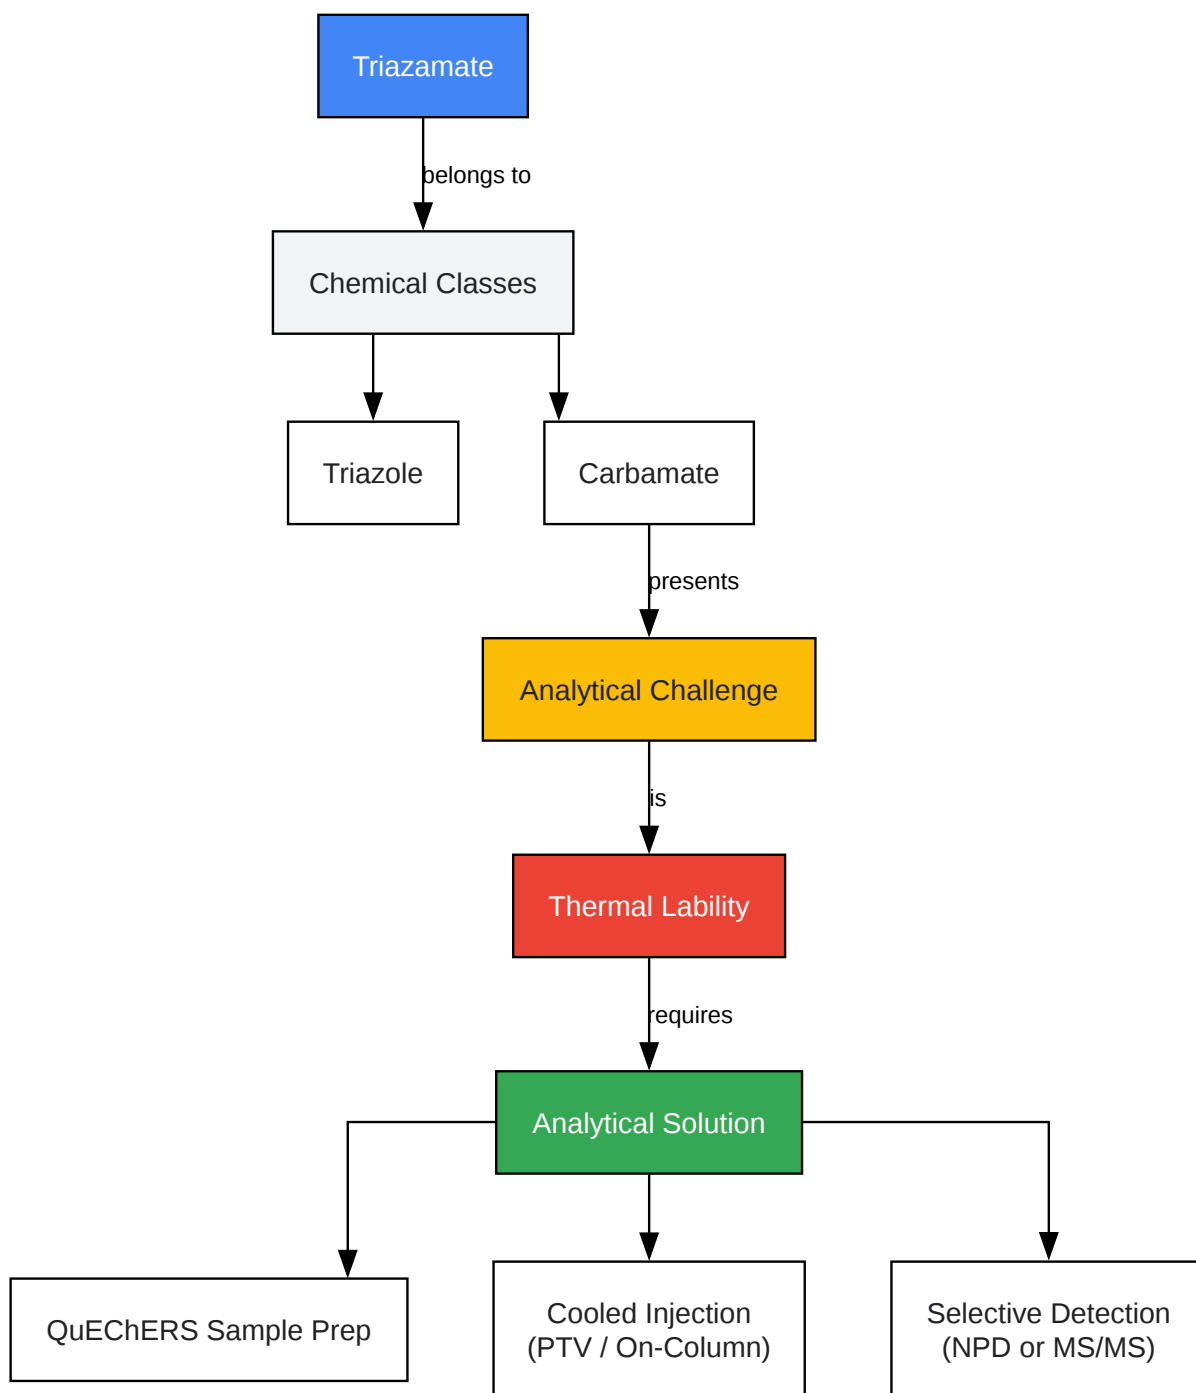 Triazamate
belongs to
Chemical Classes
Triazole
Carbamate
presents
Analytical Challenge
is
Thermal Lability
requires
Analytical Solution
QuEChERS Sample Prep
Cooled Injection
(PTV / On-Column)
Selective Detection
(NPD or MS/MS)